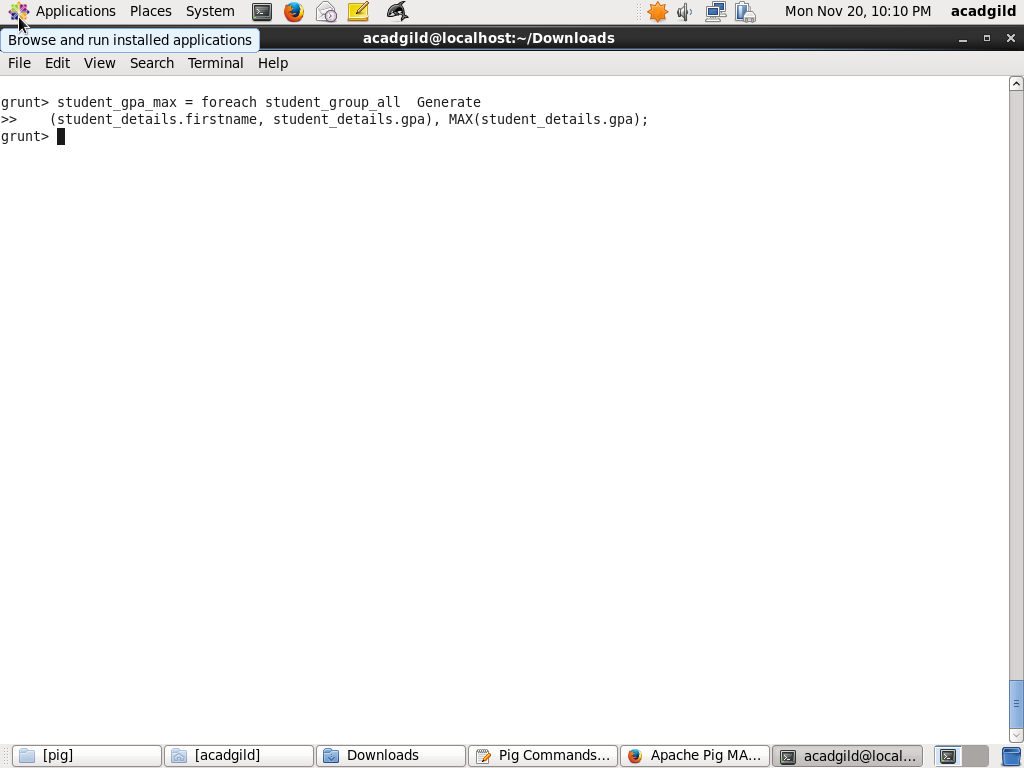 Applications Places System Mon Nov 20, 10:10 PM acadgild
Browse and run installed applications
acadgild@localhost:~/Downloads
File Edit View Search Terminal Help
grunt> student_gpa_max = foreach student_group_all  Generate
>>    (student_details.firstname, student_details.gpa), MAX(student_details.gpa);
grunt>
[pig] [acadgild] Downloads Pig Commands... Apache Pig MA... acadgild@local...